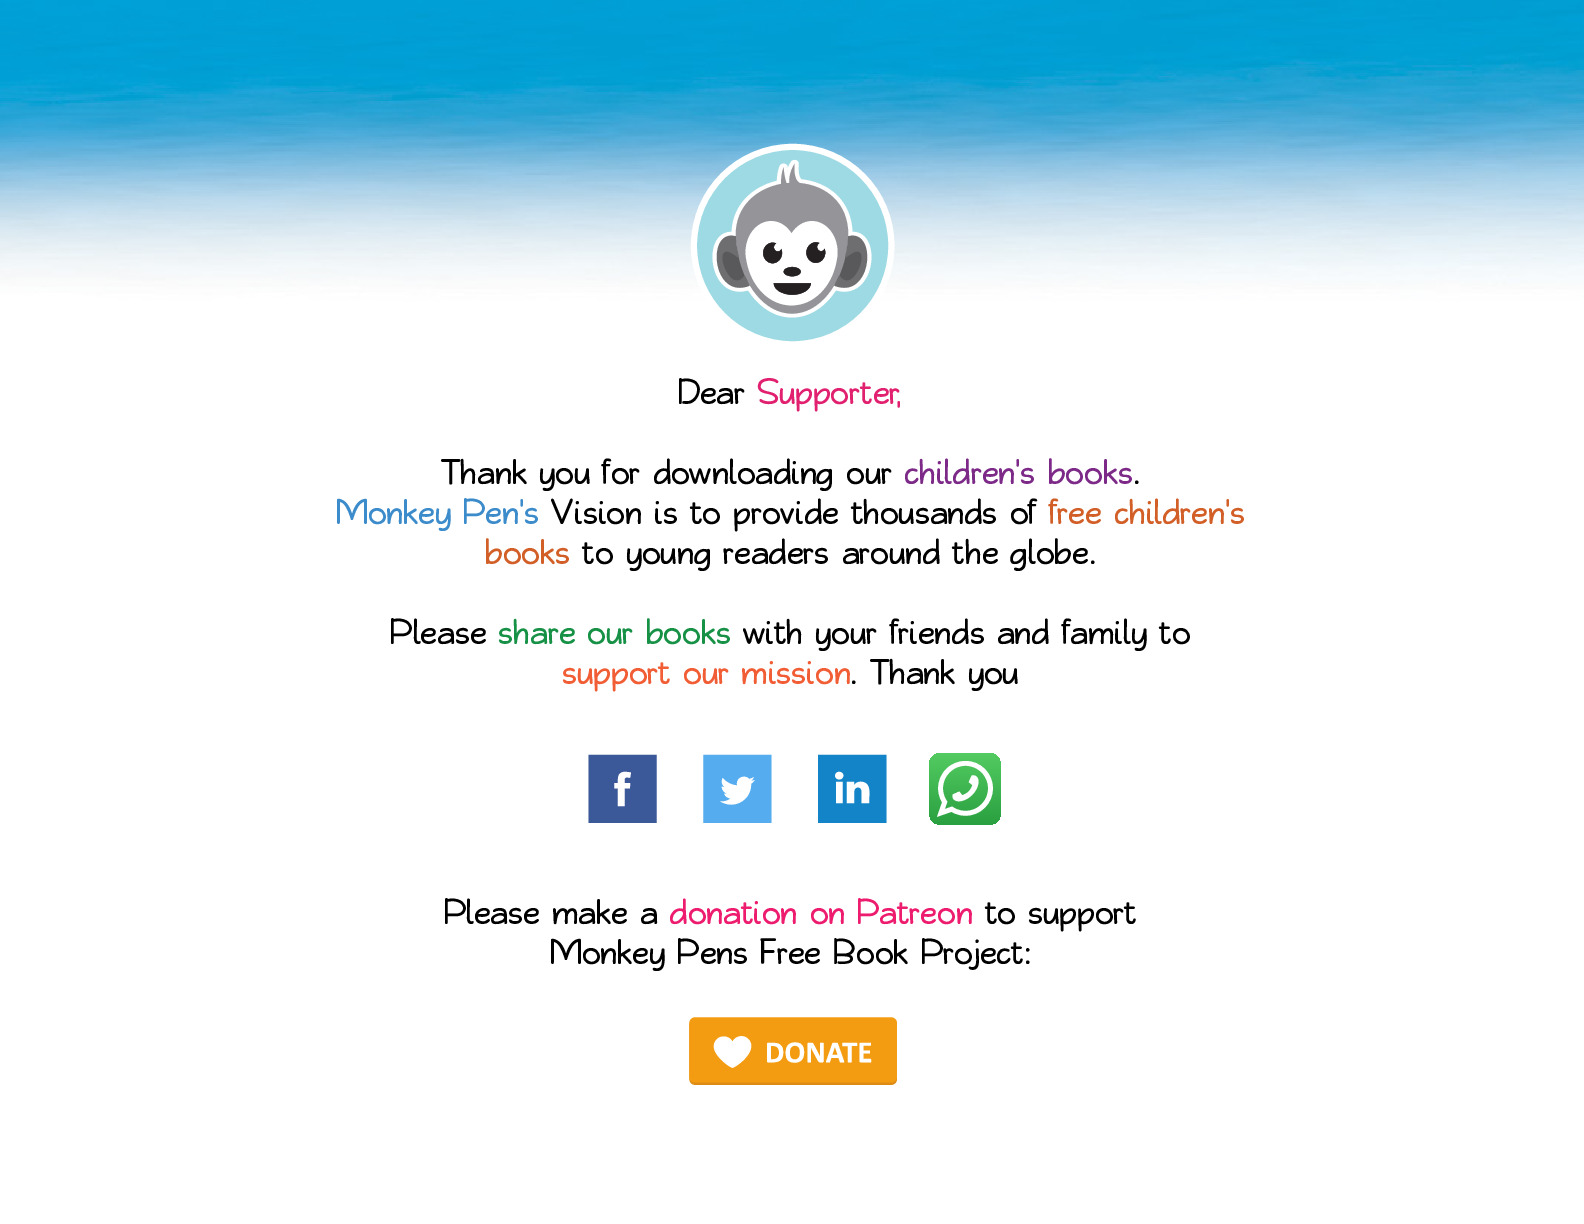 Dear Supporter,
Thank you for downloading our children's books.
Monkey Pen's Vision is to provide thousands of free children's
books to young readers around the globe.
Please share our books with your friends and family to
support our mission. Thank you
f
in
Please make a donation on Patreon to support
Monkey Pens Free Book Project:
DONATE